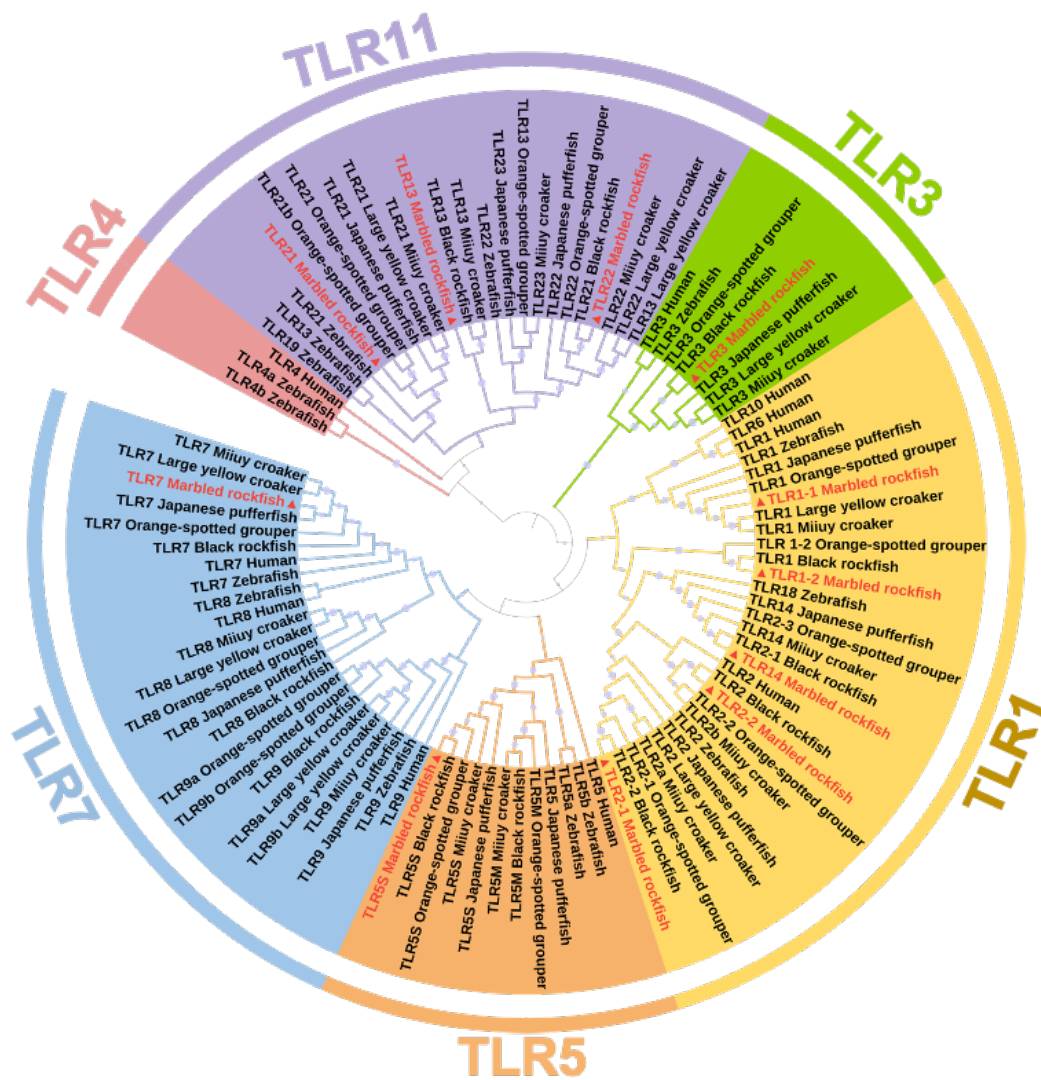 TLR11
TLR3
TLR1
TLR5
TLR7
TLR4
TLR4b Zebrafish
TLR4a Zebrafish
TLR4 Human
TLR19 Zebrafish
TLR13 Zebrafish
TLR21 Zebrafish
TLR21 Marbled rockfish
TLR21b Orange-spotted grouper
TLR21 Orange-spotted grouper
TLR21 Japanese pufferfish
TLR21 Large yellow croaker
TLR21 Miiuy croaker
TLR13 Marbled rockfish
TLR13 Black rockfish
TLR13 Miiuy croaker
TLR22 Zebrafish
TLR23 Japanese pufferfish
TLR13 Orange-spotted grouper
TLR23 Miiuy croaker
TLR22 Japanese pufferfish
TLR22 Orange-spotted grouper
TLR21 Black rockfish
TLR22 Marbled rockfish
TLR22 Miiuy croaker
TLR22 Large yellow croaker
TLR13 Large yellow croaker
TLR3 Human
TLR3 Zebrafish
TLR3 Orange-spotted grouper
TLR3 Black rockfish
TLR3 Marbled rockfish
TLR3 Japanese pufferfish
TLR3 Large yellow croaker
TLR3 Miiuy croaker
TLR10 Human
TLR6 Human
TLR1 Human
TLR1 Zebrafish
TLR1 Japanese pufferfish
TLR1 Orange-spotted grouper
TLR1-1 Marbled rockfish
TLR1 Large yellow croaker
TLR1 Miiuy croaker
TLR 1-2 Orange-spotted grouper
TLR1 Black rockfish
TLR1-2 Marbled rockfish
TLR18 Zebrafish
TLR14 Japanese pufferfish
TLR2-3 Orange-spotted grouper
TLR14 Miiuy croaker
TLR2-1 Black rockfish
TLR14 Marbled rockfish
TLR2 Human
TLR2 Black rockfish
TLR2-2 Marbled rockfish
TLR2-2 Orange-spotted grouper
TLR2b Miiuy croaker
TLR2 Zebrafish
TLR2 Japanese pufferfish
TLR2 Large yellow croaker
TLR2a Miiuy croaker
TLR2-1 Orange-spotted grouper
TLR2-2 Black rockfish
TLR2-1 Marbled rockfish
TLR5 Human
TLR5b Zebrafish
TLR5a Zebrafish
TLR5 Japanese pufferfish
TLR5M Orange-spotted grouper
TLR5M Black rockfish
TLR5M Miiuy croaker
TLR5S Japanese pufferfish
TLR5S Miiuy croaker
TLR5S Orange-spotted grouper
TLR5S Black rockfish
TLR5S Marbled rockfish
TLR9 Human
TLR9 Zebrafish
TLR9 Japanese pufferfish
TLR9 Miiuy croaker
TLR9b Large yellow croaker
TLR9a Large yellow croaker
TLR9 Black rockfish
TLR9b Orange-spotted grouper
TLR9a Orange-spotted grouper
TLR8 Black rockfish
TLR8 Japanese pufferfish
TLR8 Orange-spotted grouper
TLR8 Large yellow croaker
TLR8 Miiuy croaker
TLR8 Human
TLR8 Zebrafish
TLR7 Zebrafish
TLR7 Human
TLR7 Black rockfish
TLR7 Orange-spotted grouper
TLR7 Japanese pufferfish
TLR7 Marbled rockfish
TLR7 Large yellow croaker
TLR7 Miiuy croaker